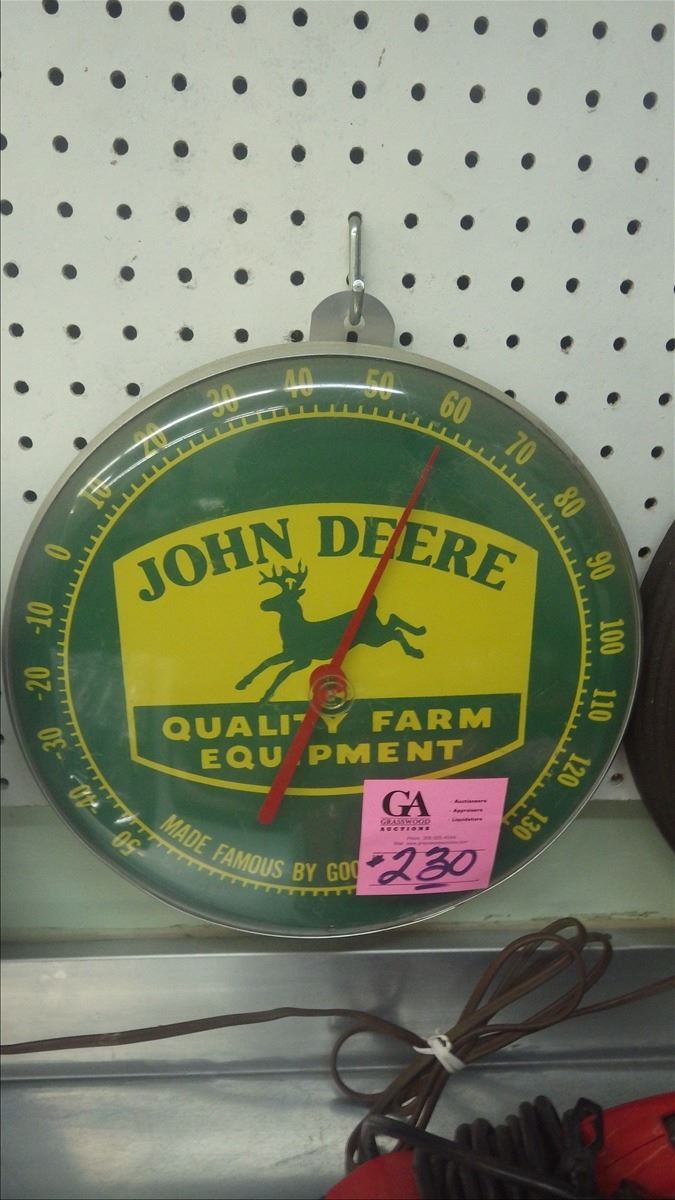 -50
-40
-30
-20
-10
0
10
20
30
40
50
60
70
80
90
100
110
120
130
JOHN DEERE
QUALITY FARM
EQUIPMENT
MADE FAMOUS BY GOO
GA
GRASSWOOD
AUCTIONS
· Auctioneers
· Appraisers
· Liquidators
#230